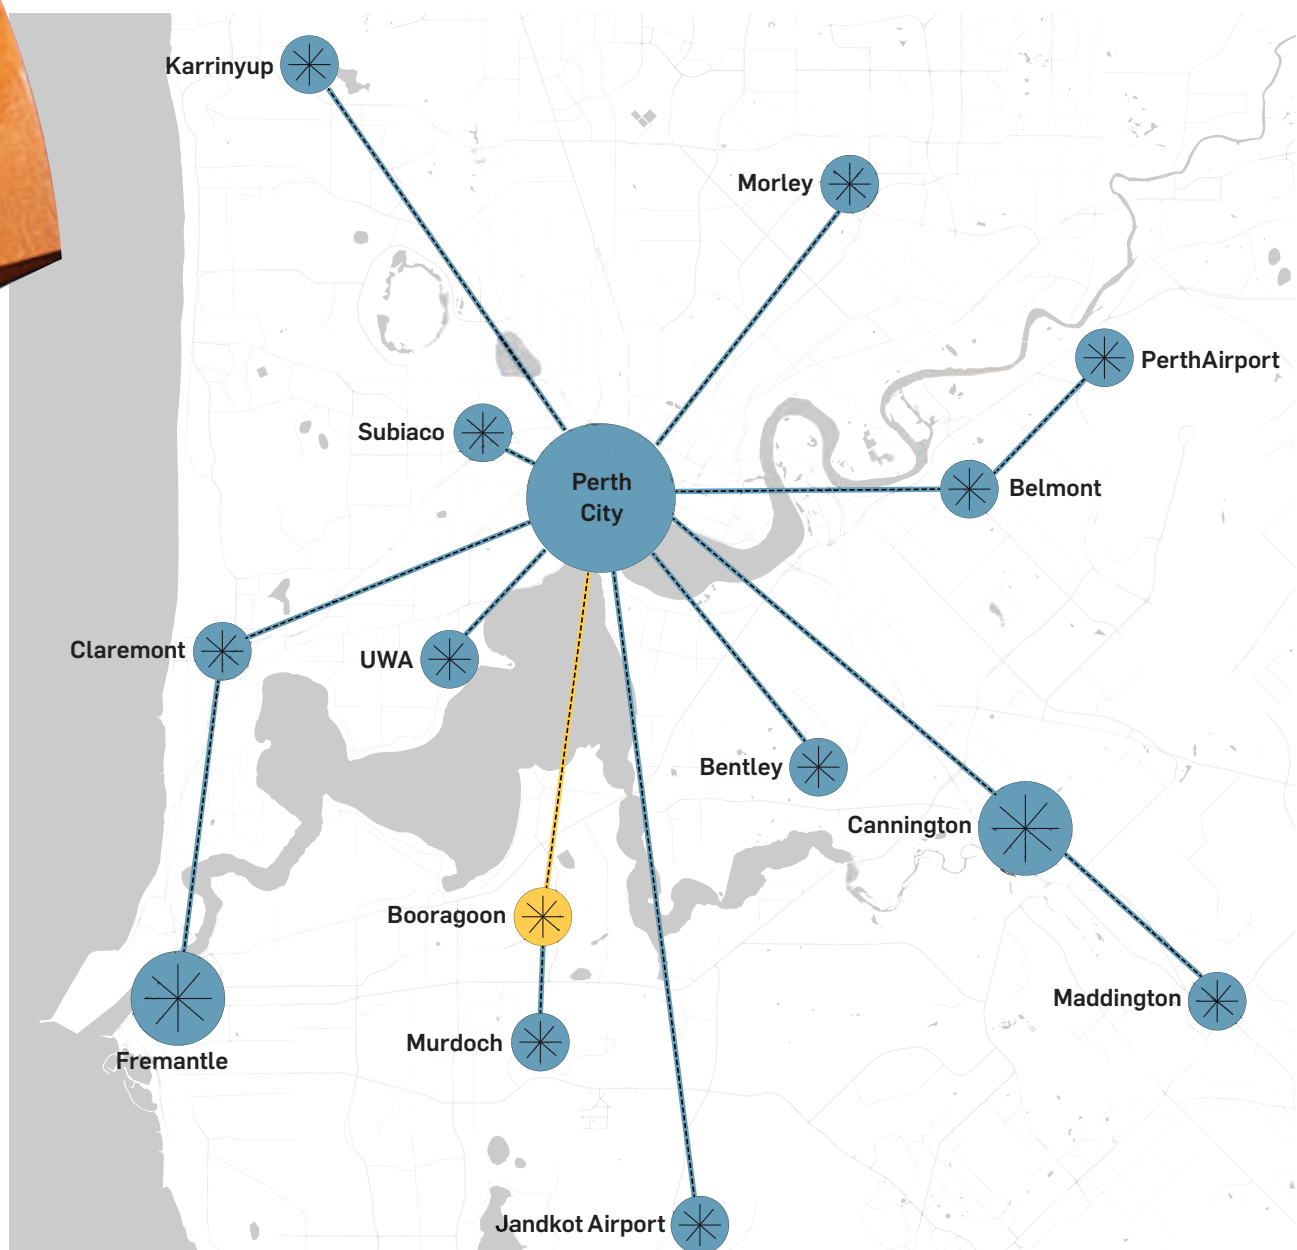 Karrinyup
Morley
PerthAirport
Subiaco
Perth
City
Belmont
Claremont
UWA
Bentley
Cannington
Booragoon
Maddington
Murdoch
Fremantle
Jandkot Airport